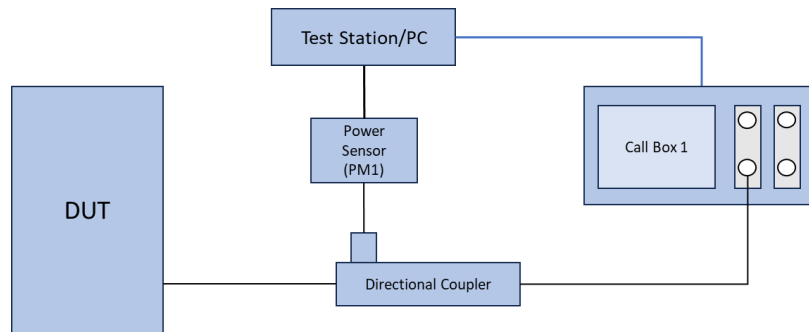 Test Station/PC
Power
Sensor
(PM1)
Call Box 1
DUT
Directional Coupler